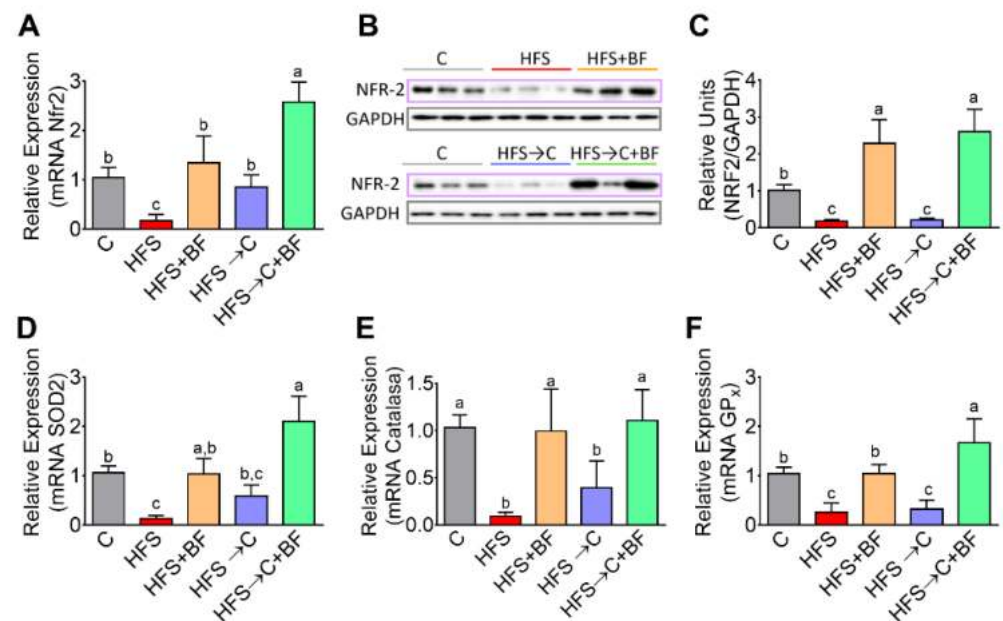 A
Relative Expression
(mRNA Nfr2)
3
2
1
0
b
c
b
b
a
C
HFS
HFS+BF
HFS →C
HFS→C+BF
B
C HFS HFS+BF
NFR-2
GAPDH
C HFS→C HFS→C+BF
NFR-2
GAPDH
C
Relative Units
(NRF2/GAPDH)
4
3
2
1
0
b
c
a
c
a
C
HFS
HFS+BF
HFS →C
HFS→C+BF
D
Relative Expression
(mRNA SOD2)
3
2
1
0
b
c
a,b
b,c
a
C
HFS
HFS+BF
HFS →C
HFS→C+BF
E
Relative Expression
(mRNA Catalasa)
1.5
1.0
0.5
0.0
a
b
a
b
a
C
HFS
HFS+BF
HFS →C
HFS→C+BF
F
Relative Expression
(mRNA GPx)
3
2
1
0
b
c
b
c
a
C
HFS
HFS+BF
HFS →C
HFS→C+BF